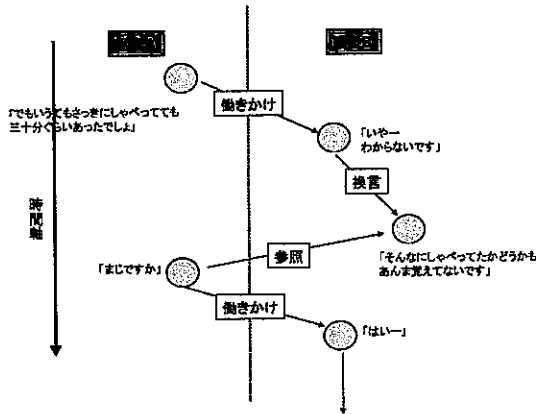 働きかけ
「でもいうてもさっきにしゃべってても
三十分ぐらいあったでしょ」
「いやー
わからないです」
換言
時間軸
参照
「そんなにしゃべってたかどうかも
あんま覚えてないです」
「まじですか」
働きかけ
「はいー」